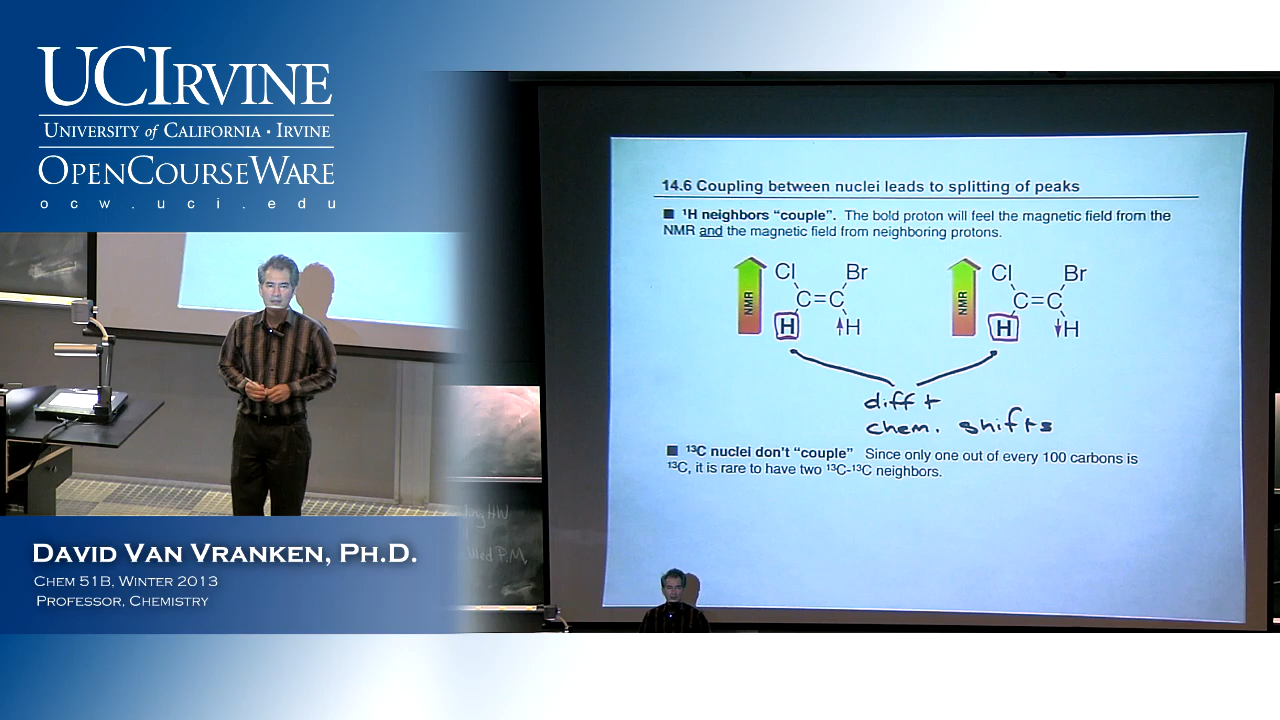 UCIRVINE
UNIVERSITY of CALIFORNIA · IRVINE
OPENCOURSEWARE
ocw.uci.edu
DAVID VAN VRANKEN, PH.D.
CHEM 51B, WINTER 2013
PROFESSOR, CHEMISTRY
14.6 Coupling between nuclei leads to splitting of peaks
■ ¹H neighbors “couple”. The bold proton will feel the magnetic field from the
NMR and the magnetic field from neighboring protons.
Cl Br Cl Br
NMR C=C NMR C=C
H H H H
diff t
chem. shifts
■ ¹³C nuclei don't “couple” Since only one out of every 100 carbons is
¹³C, it is rare to have two ¹³C-¹³C neighbors.